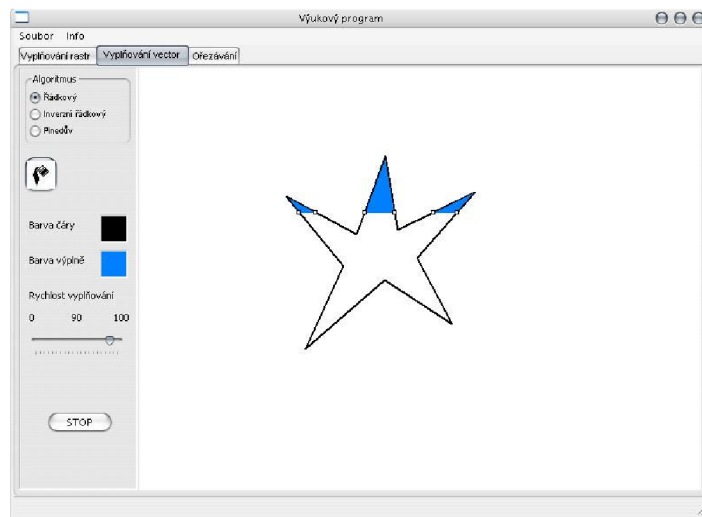 Výukový program
Soubor Info
Vyplňování rastr Vyplňování vector Ořezávání
Algoritmus
Řádkový
Inverzní řádkový
Pinedův
Barva čáry
Barva výplně
Rychlost vyplňování
0 90 100
STOP